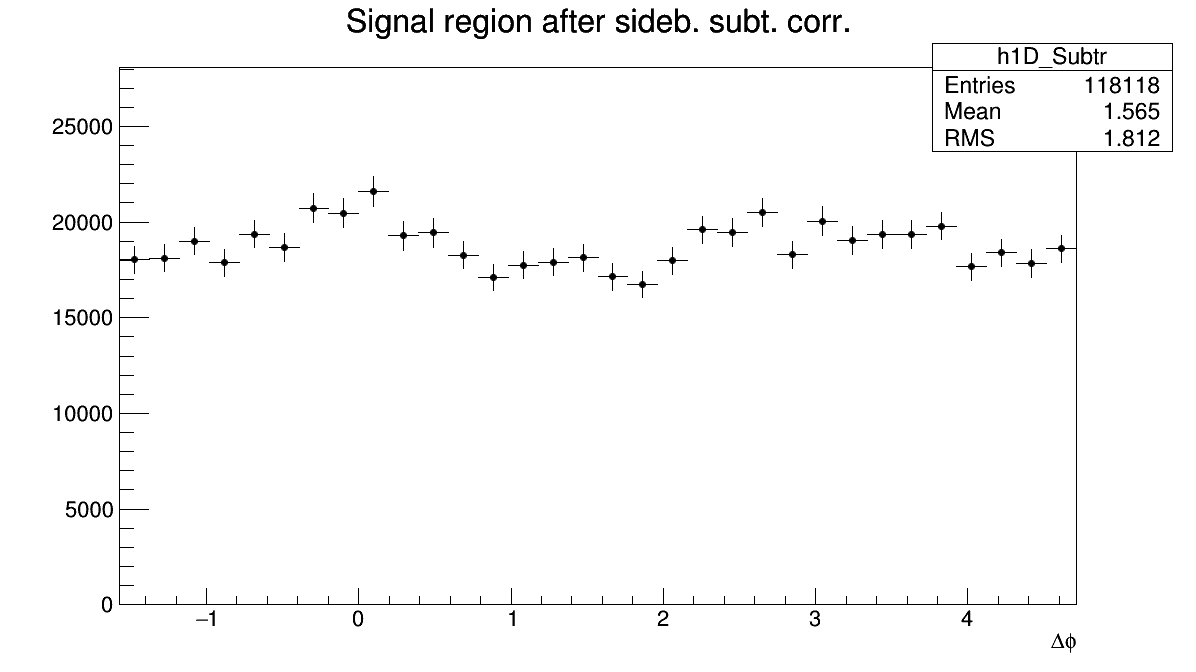 Signal region after sideb. subt. corr.
h1D_Subtr
Entries 118118
Mean 1.565
RMS 1.812
25000
20000
15000
10000
5000
0
−1 0 1 2 3 4
Δϕ